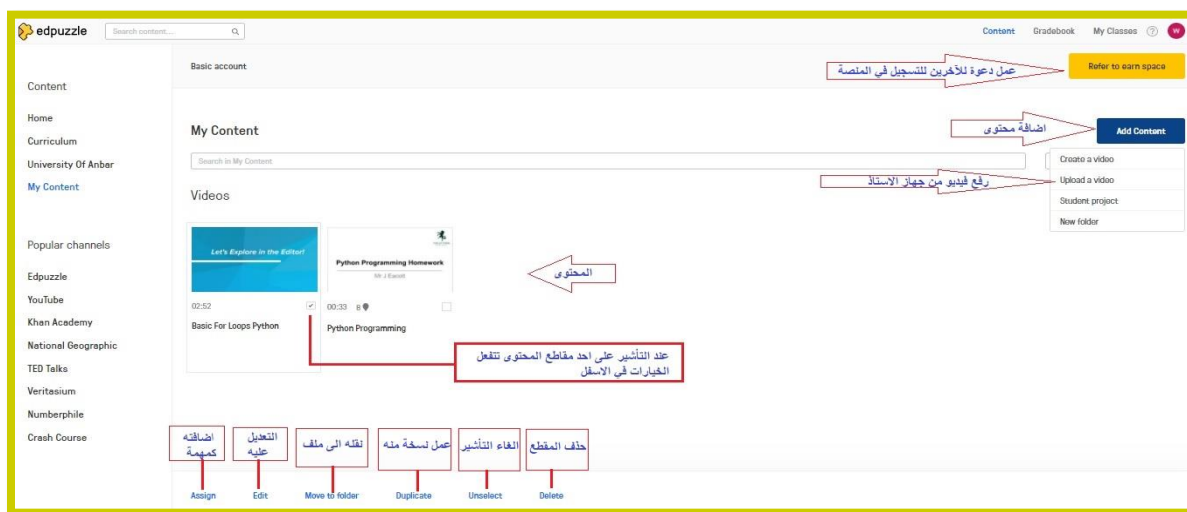 edpuzzle
Search content...
Content Gradebook My Classes ? W
Basic account
عمل دعوة للآخرين للتسجيل في المنصة
Refer to earn space
Content
Home
Curriculum
University Of Anbar
My Content
My Content
اضافة محتوى
Add Content
Search in My Content
Create a video
Upload a video
Student project
New folder
رفع فيديو من جهاز الاستاذ
Videos
Let's Explore in the Editor!
Python Programming Homework
المحتوى
02:52
00:33 8
Basic For Loops Python
Python Programming
عند التأشير على احد مقاطع المحتوى تتفعل
الخيارات في الاسفل
Popular channels
Edpuzzle
YouTube
Khan Academy
National Geographic
TED Talks
Veritasium
Numberphile
Crash Course
اضافته
كمهمة
التعديل
عليه
نقله الى ملف
عمل نسخة منه
الغاء التأشير
حذف المقطع
Assign Edit Move to folder Duplicate Unselect Delete